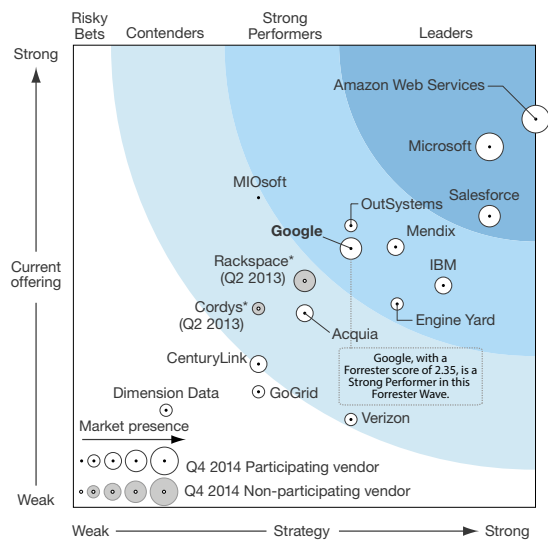 Risky
Bets
Contenders
Strong
Performers
Leaders
Strong
Amazon Web Services
Microsoft
MIOsoft
Salesforce
OutSystems
Google
Mendix
Rackspace*
(Q2 2013)
IBM
Current
offering
Cordys*
(Q2 2013)
Engine Yard
Acquia
CenturyLink
Google, with a
Forrester score of 2.35, is a
Strong Performer in this
Forrester Wave.
Dimension Data
GoGrid
Verizon
Market presence
Q4 2014 Participating vendor
Q4 2014 Non-participating vendor
Weak
Weak
Strategy
Strong